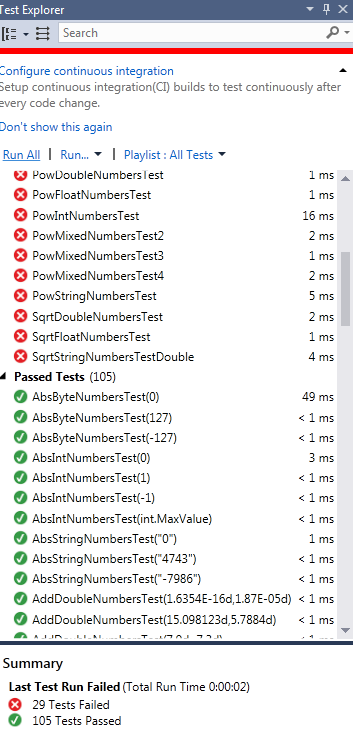 Test Explorer
Search
Configure continuous integration
Setup continuous integration(CI) builds to test continuously after
every code change.
Don't show this again
Run All | Run... | Playlist : All Tests
PowDoubleNumbersTest 1 ms
PowFloatNumbersTest 1 ms
PowIntNumbersTest 16 ms
PowMixedNumbersTest2 2 ms
PowMixedNumbersTest3 1 ms
PowMixedNumbersTest4 2 ms
PowStringNumbersTest 5 ms
SqrtDoubleNumbersTest 2 ms
SqrtFloatNumbersTest 1 ms
SqrtStringNumbersTestDouble 4 ms
Passed Tests (105)
AbsByteNumbersTest(0) 49 ms
AbsByteNumbersTest(127) < 1 ms
AbsByteNumbersTest(-127) < 1 ms
AbsIntNumbersTest(0) 3 ms
AbsIntNumbersTest(1) < 1 ms
AbsIntNumbersTest(-1) < 1 ms
AbsIntNumbersTest(int.MaxValue) < 1 ms
AbsStringNumbersTest("0") 1 ms
AbsStringNumbersTest("4743") < 1 ms
AbsStringNumbersTest("-7986") < 1 ms
AddDoubleNumbersTest(1.6354E-16d,1.87E-05d) < 1 ms
AddDoubleNumbersTest(15.098123d,5.7884d) < 1 ms
Summary
Last Test Run Failed (Total Run Time 0:00:02)
29 Tests Failed
105 Tests Passed